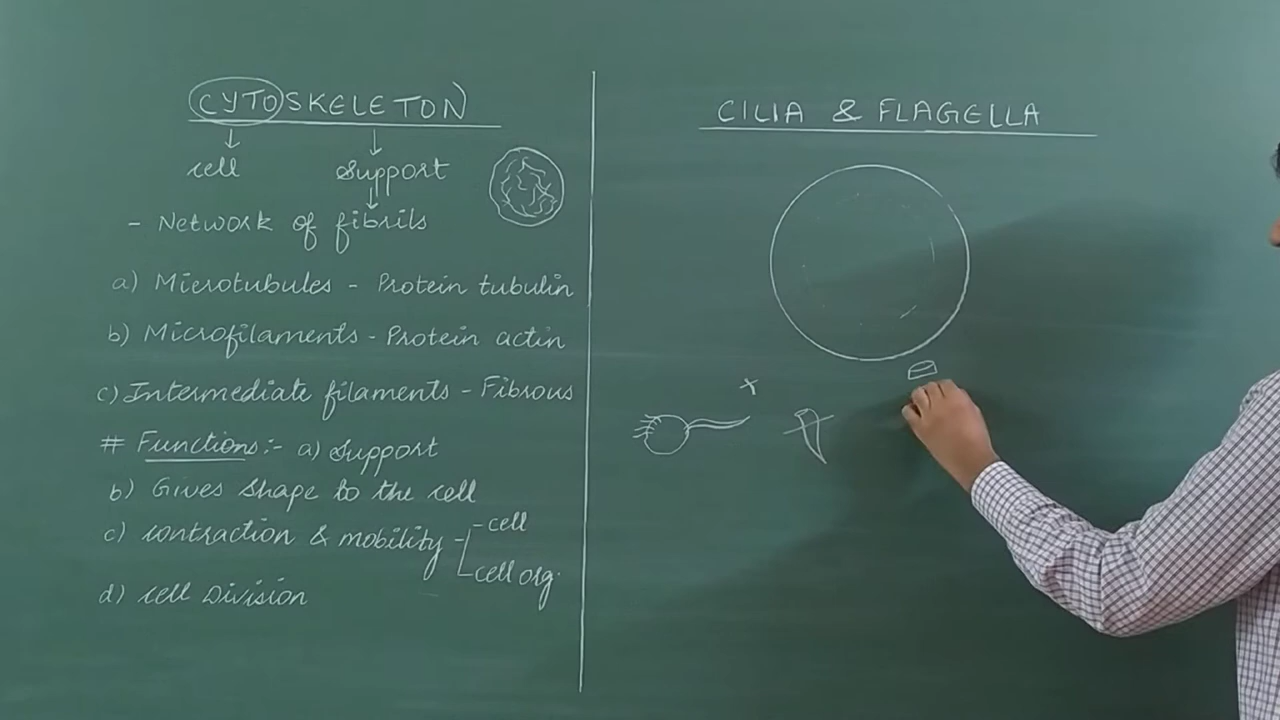 CYTOSKELETON
cell support
- Network of fibrils
a) Microtubules - Protein tubulin
b) Microfilaments - Protein actin
c) Intermediate filaments - Fibrous
# Functions:- a) Support
b) Gives shape to the cell
c) contraction & mobility - cell
- cell org.
d) cell Division
CILIA & FLAGELLA
x